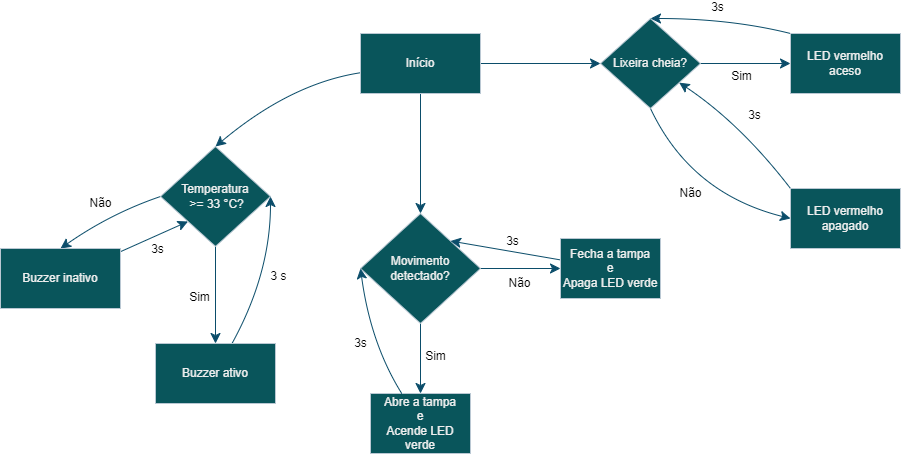 3s
Início
Lixeira cheia?
LED vermelho
aceso
Sim
3s
Temperatura
>= 33 °C?
Não
Não
LED vermelho
apagado
3s
Buzzer inativo
3s
Movimento
detectado?
Fecha a tampa
e
Apaga LED verde
3 s
Não
Sim
3s
Sim
Buzzer ativo
Abre a tampa
e
Acende LED
verde